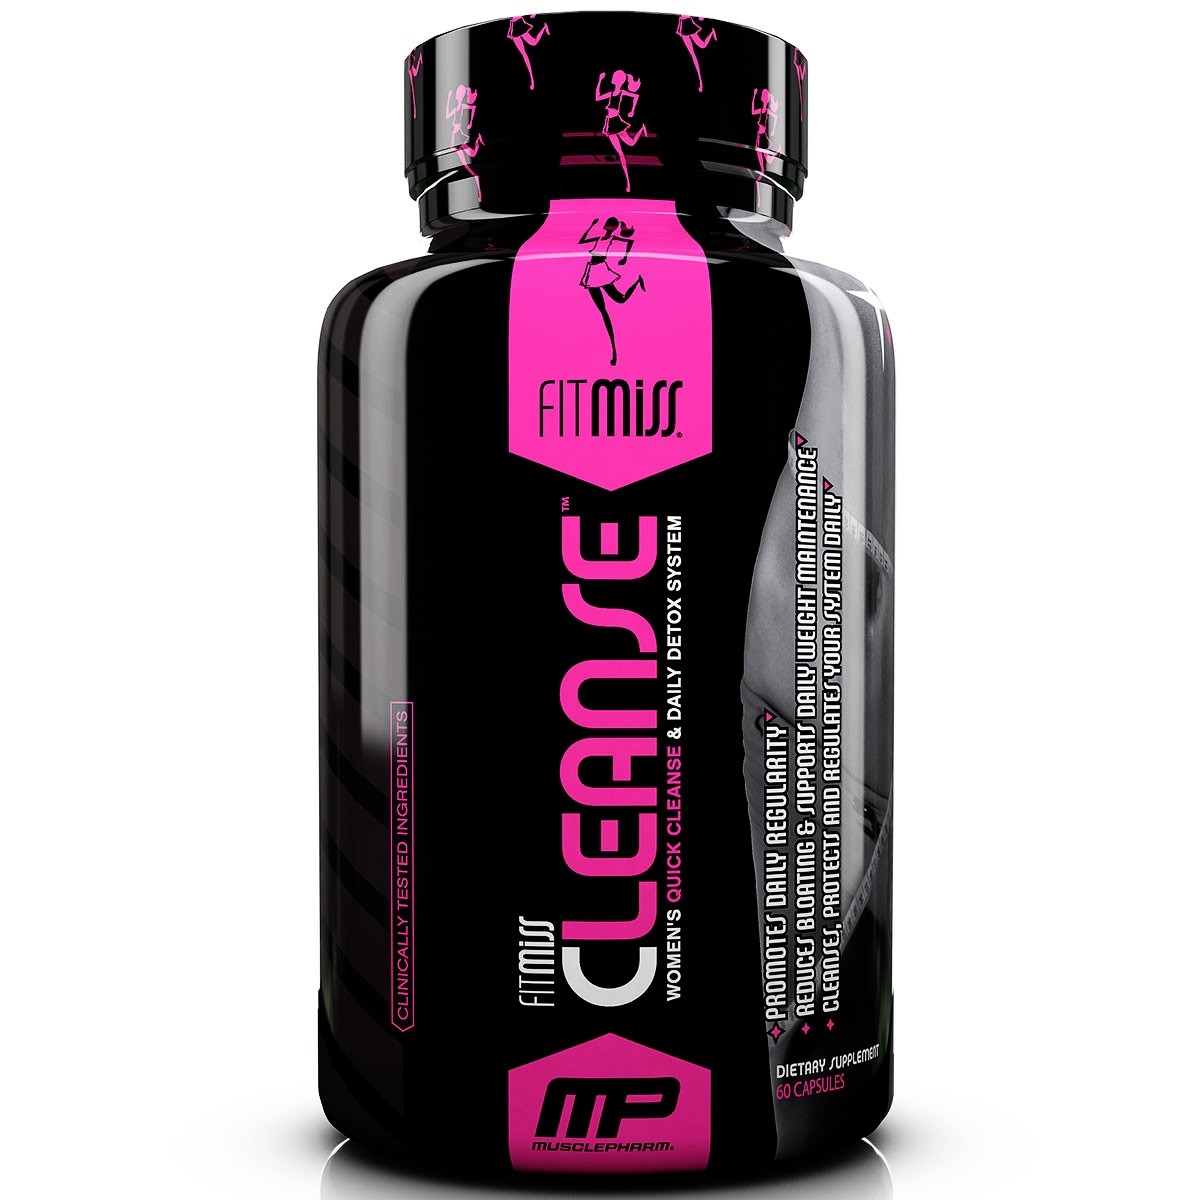 FITMISS®
CLINICALLY TESTED INGREDIENTS
FITMISS
CLEANSE™
WOMEN'S QUICK CLEANSE & DAILY DETOX SYSTEM
PROMOTES DAILY REGULARITY
REDUCES BLOATING & SUPPORTS DAILY WEIGHT MAINTENANCE
CLEANSES, PROTECTS AND REGULATES YOUR SYSTEM DAILY
DIETARY SUPPLEMENT
60 CAPSULES
MP
MUSCLEPHARM®